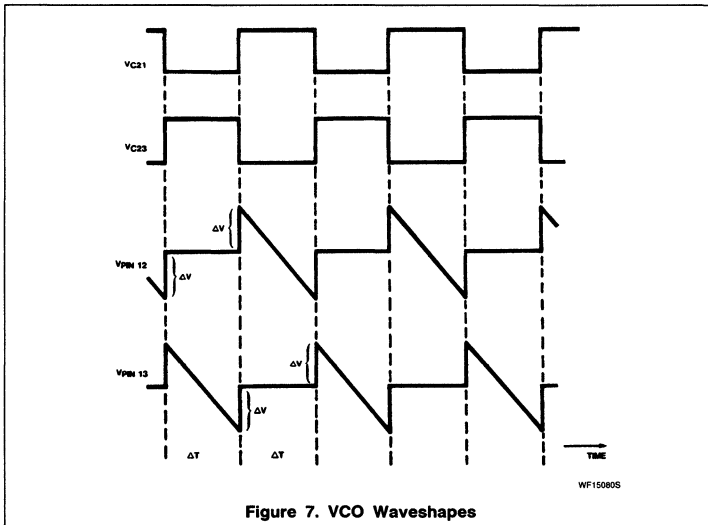 VC21
VC23
ΔV
VPIN 12
ΔV
ΔV
VPIN 13
ΔV
ΔT ΔT
TIME
WF15080S
Figure 7. VCO Waveshapes